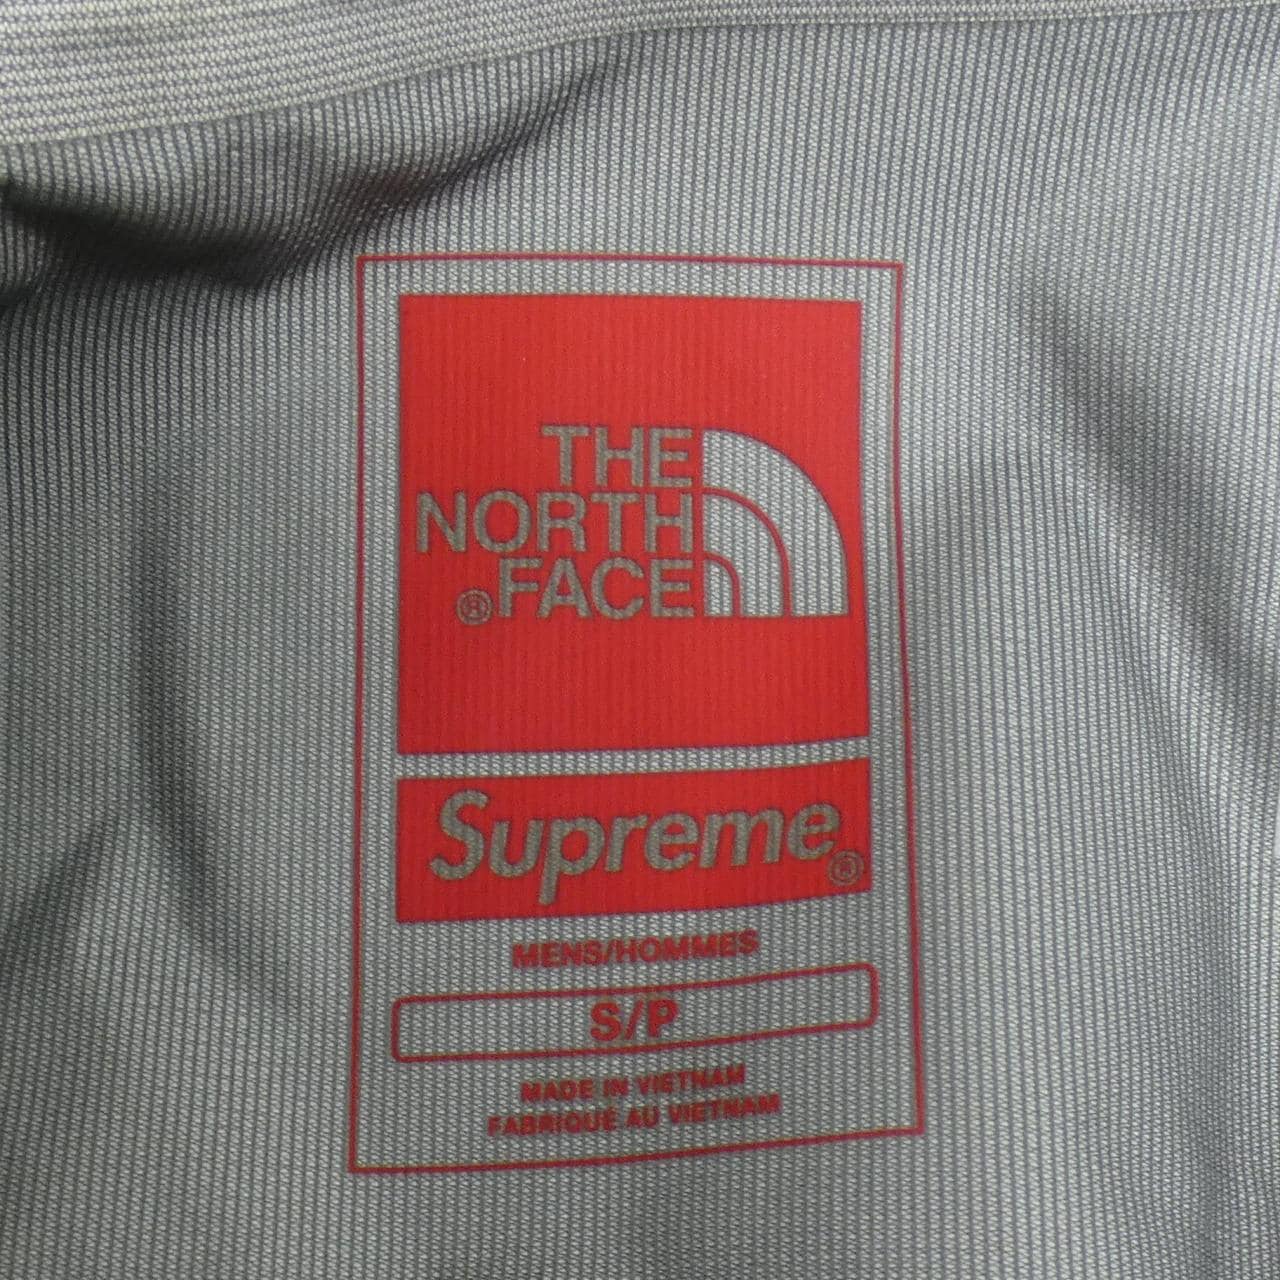 THE
NORTH
®FACE
Supreme®
MENS/HOMMES
S/P
MADE IN VIETNAM
FABRIQUÉ AU VIETNAM